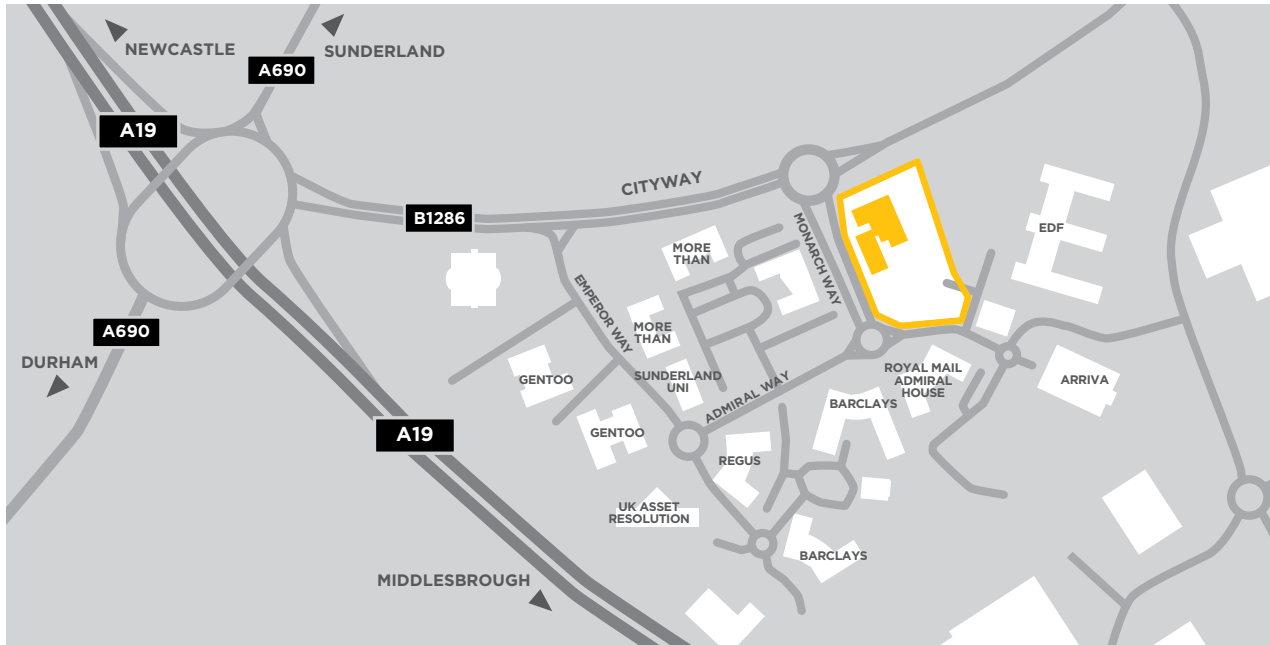 NEWCASTLE
SUNDERLAND
A690
A19
CITYWAY
B1286
MONARCH WAY
EDF
MORE
THAN
EMPEROR WAY
MORE
THAN
A690
DURHAM
GENTOO
SUNDERLAND
UNI
ADMIRAL WAY
ROYAL MAIL
ADMIRAL
HOUSE
ARRIVA
BARCLAYS
A19
GENTOO
REGUS
UK ASSET
RESOLUTION
BARCLAYS
MIDDLESBROUGH